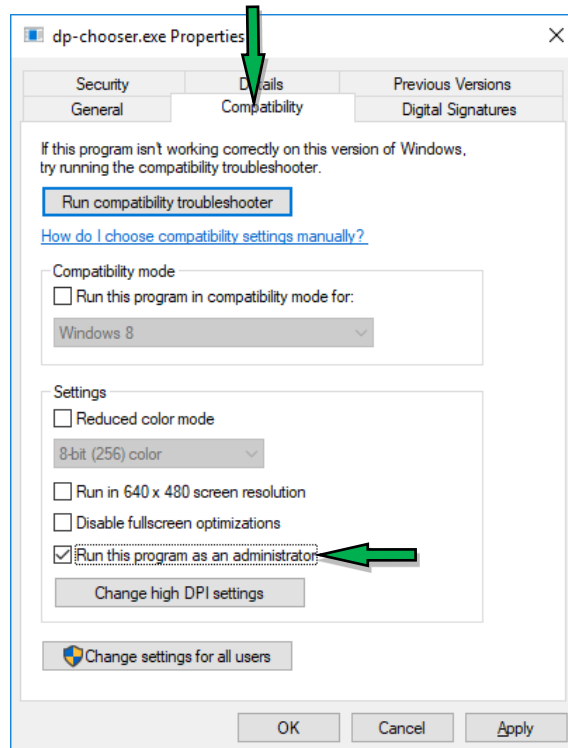 dp-chooser.exe Properties
Security Details Previous Versions
General Compatibility Digital Signatures
If this program isn't working correctly on this version of Windows,
try running the compatibility troubleshooter.
Run compatibility troubleshooter
How do I choose compatibility settings manually?
Compatibility mode
Run this program in compatibility mode for:
Windows 8
Settings
Reduced color mode
8-bit (256) color
Run in 640 x 480 screen resolution
Disable fullscreen optimizations
Run this program as an administrator
Change high DPI settings
Change settings for all users
OK Cancel Apply